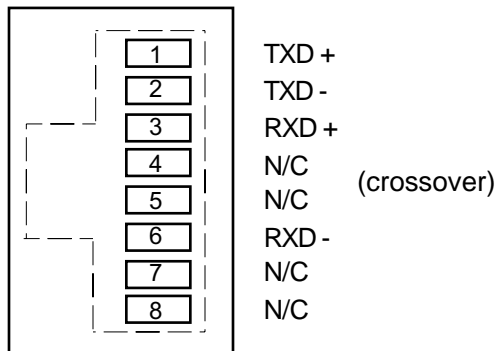 1 TXD +
2 TXD -
3 RXD +
4 N/C
(crossover)
5 N/C
6 RXD -
7 N/C
8 N/C